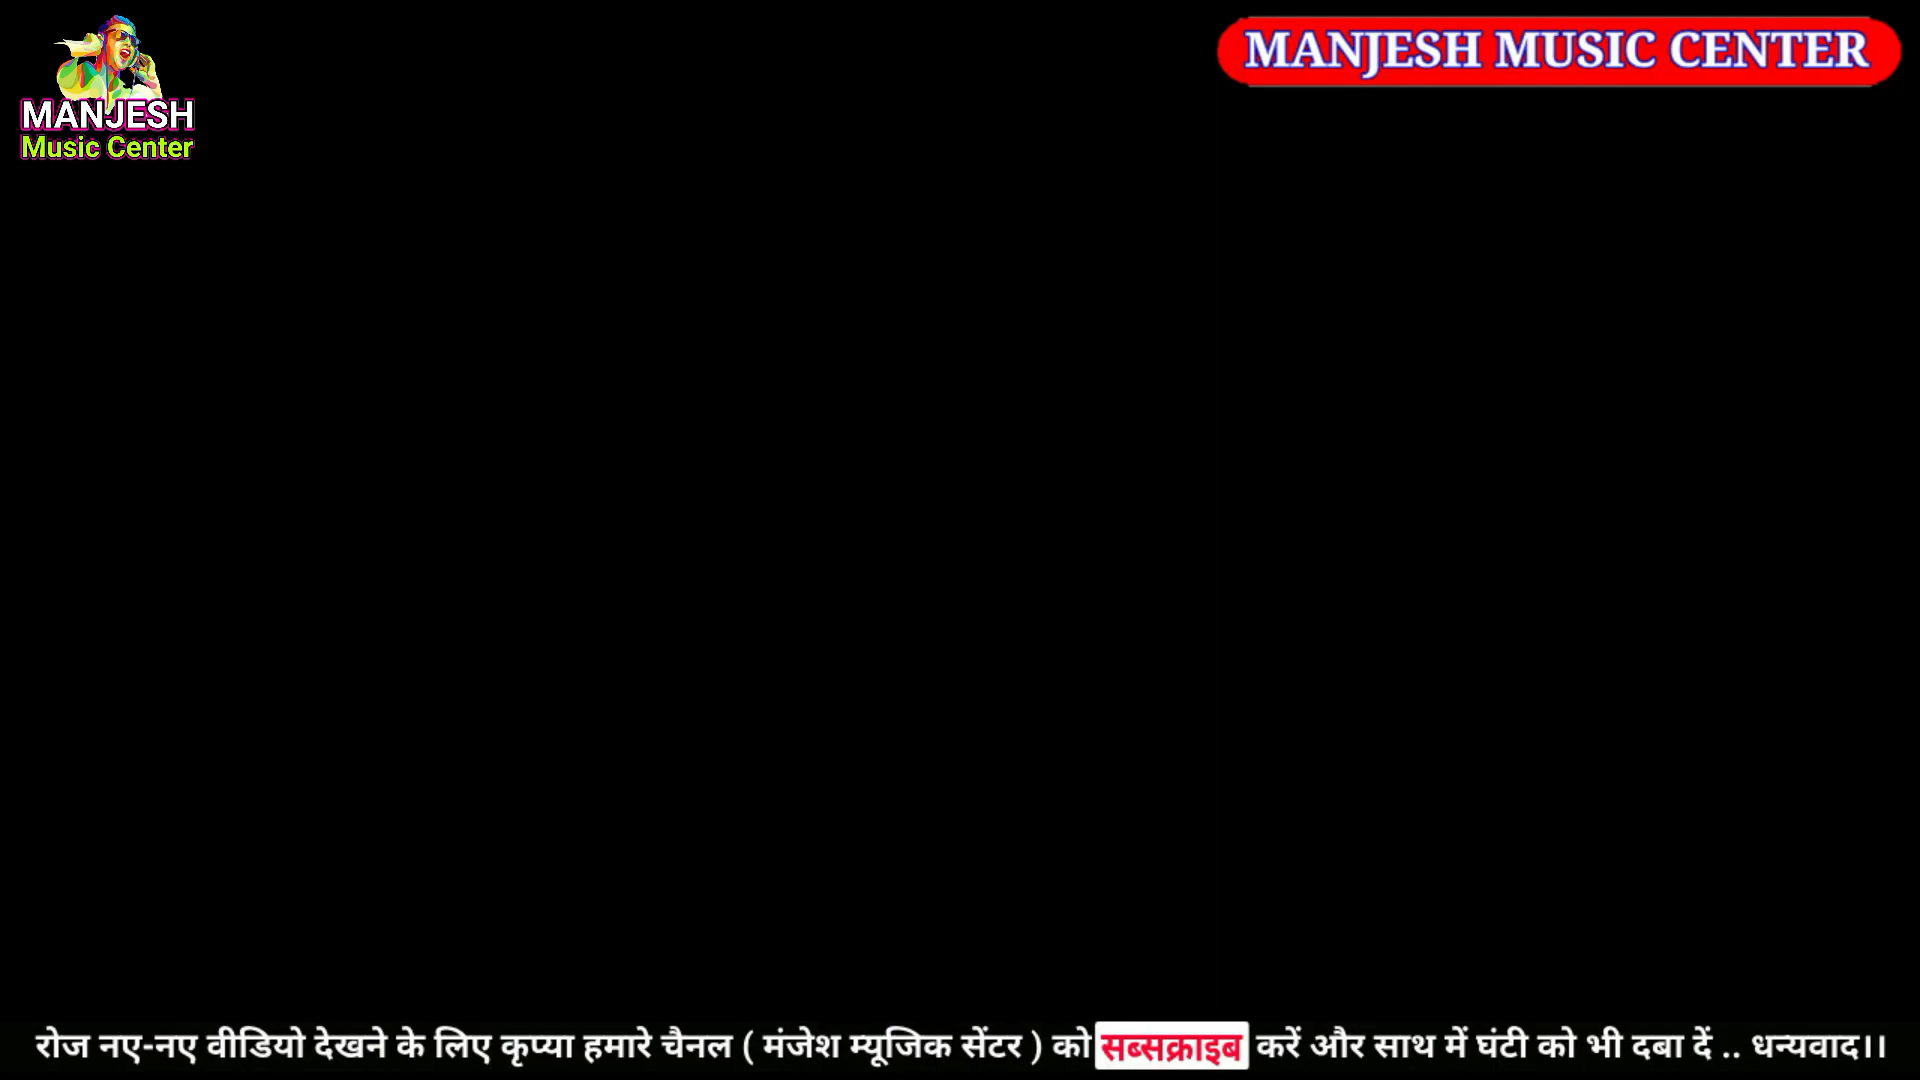 MANJESH
Music Center
MANJESH MUSIC CENTER
रोज नए-नए वीडियो देखने के लिए कृप्या हमारे चैनल ( मंजेश म्यूजिक सेंटर ) को सब्सक्राइब करें और साथ में घंटी को भी दबा दें .. धन्यवाद।।